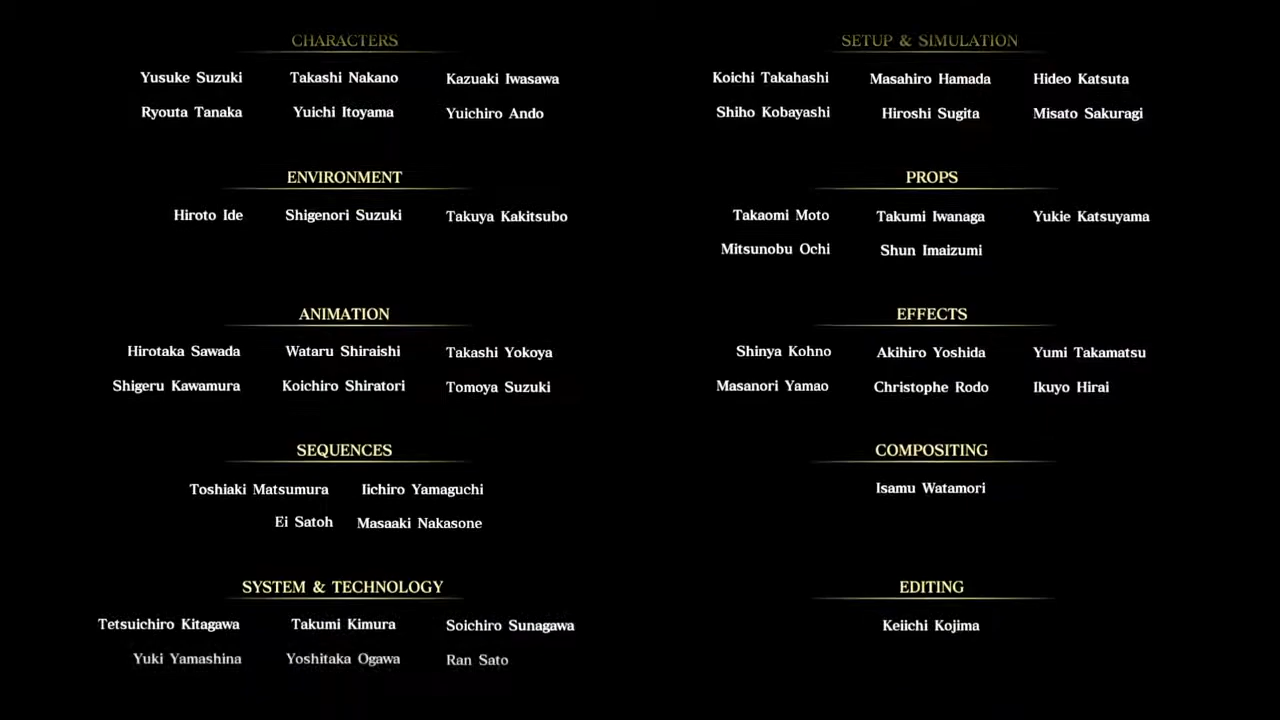 CHARACTERS
Yusuke Suzuki Takashi Nakano Kazuaki Iwasawa
Ryouta Tanaka Yuichi Itoyama Yuichiro Ando
SETUP & SIMULATION
Koichi Takahashi Masahiro Hamada Hideo Katsuta
Shiho Kobayashi Hiroshi Sugita Misato Sakuragi
ENVIRONMENT
Hiroto Ide Shigenori Suzuki Takuya Kakitsubo
PROPS
Takaomi Moto Takumi Iwanaga Yukie Katsuyama
Mitsunobu Ochi Shun Imaizumi
ANIMATION
Hirotaka Sawada Wataru Shiraishi Takashi Yokoya
Shigeru Kawamura Koichiro Shiratori Tomoya Suzuki
EFFECTS
Shinya Kohno Akihiro Yoshida Yumi Takamatsu
Masanori Yamao Christophe Rodo Ikuyo Hirai
SEQUENCES
Toshiaki Matsumura Iichiro Yamaguchi
Ei Satoh Masaaki Nakasone
COMPOSITING
Isamu Watamori
SYSTEM & TECHNOLOGY
Tetsuichiro Kitagawa Takumi Kimura Soichiro Sunagawa
Yuki Yamashina Yoshitaka Ogawa Ran Sato
EDITING
Keiichi Kojima